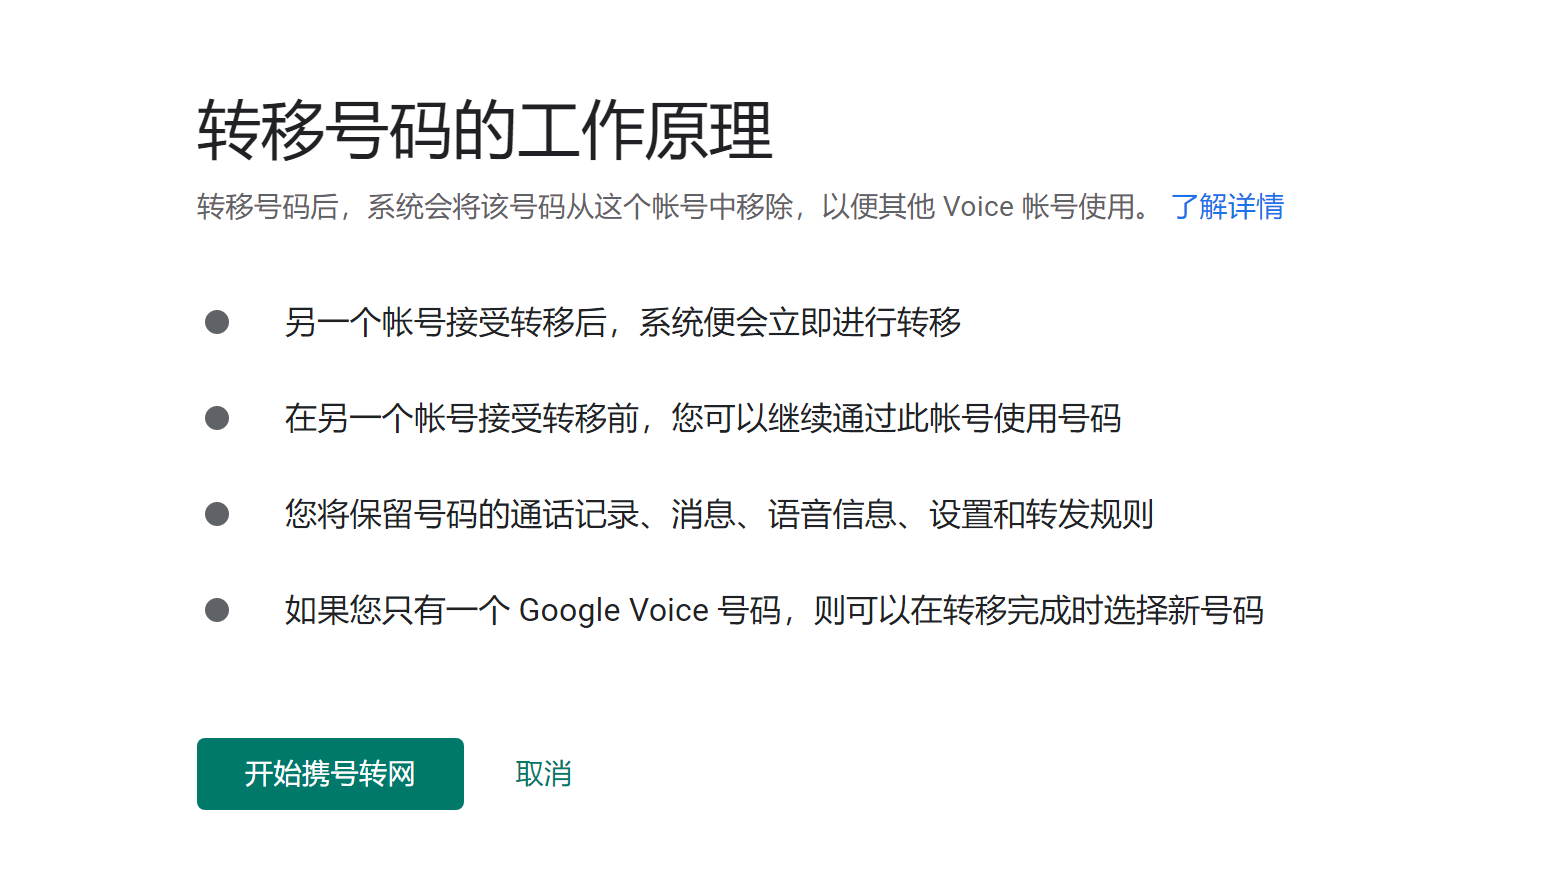 转移号码的工作原理
转移号码后，系统会将该号码从这个帐号中移除，以便其他 Voice 帐号使用。 了解详情
另一个帐号接受转移后，系统便会立即进行转移
在另一个帐号接受转移前，您可以继续通过此帐号使用号码
您将保留号码的通话记录、消息、语音信息、设置和转发规则
如果您只有一个 Google Voice 号码，则可以在转移完成时选择新号码
开始携号转网 取消